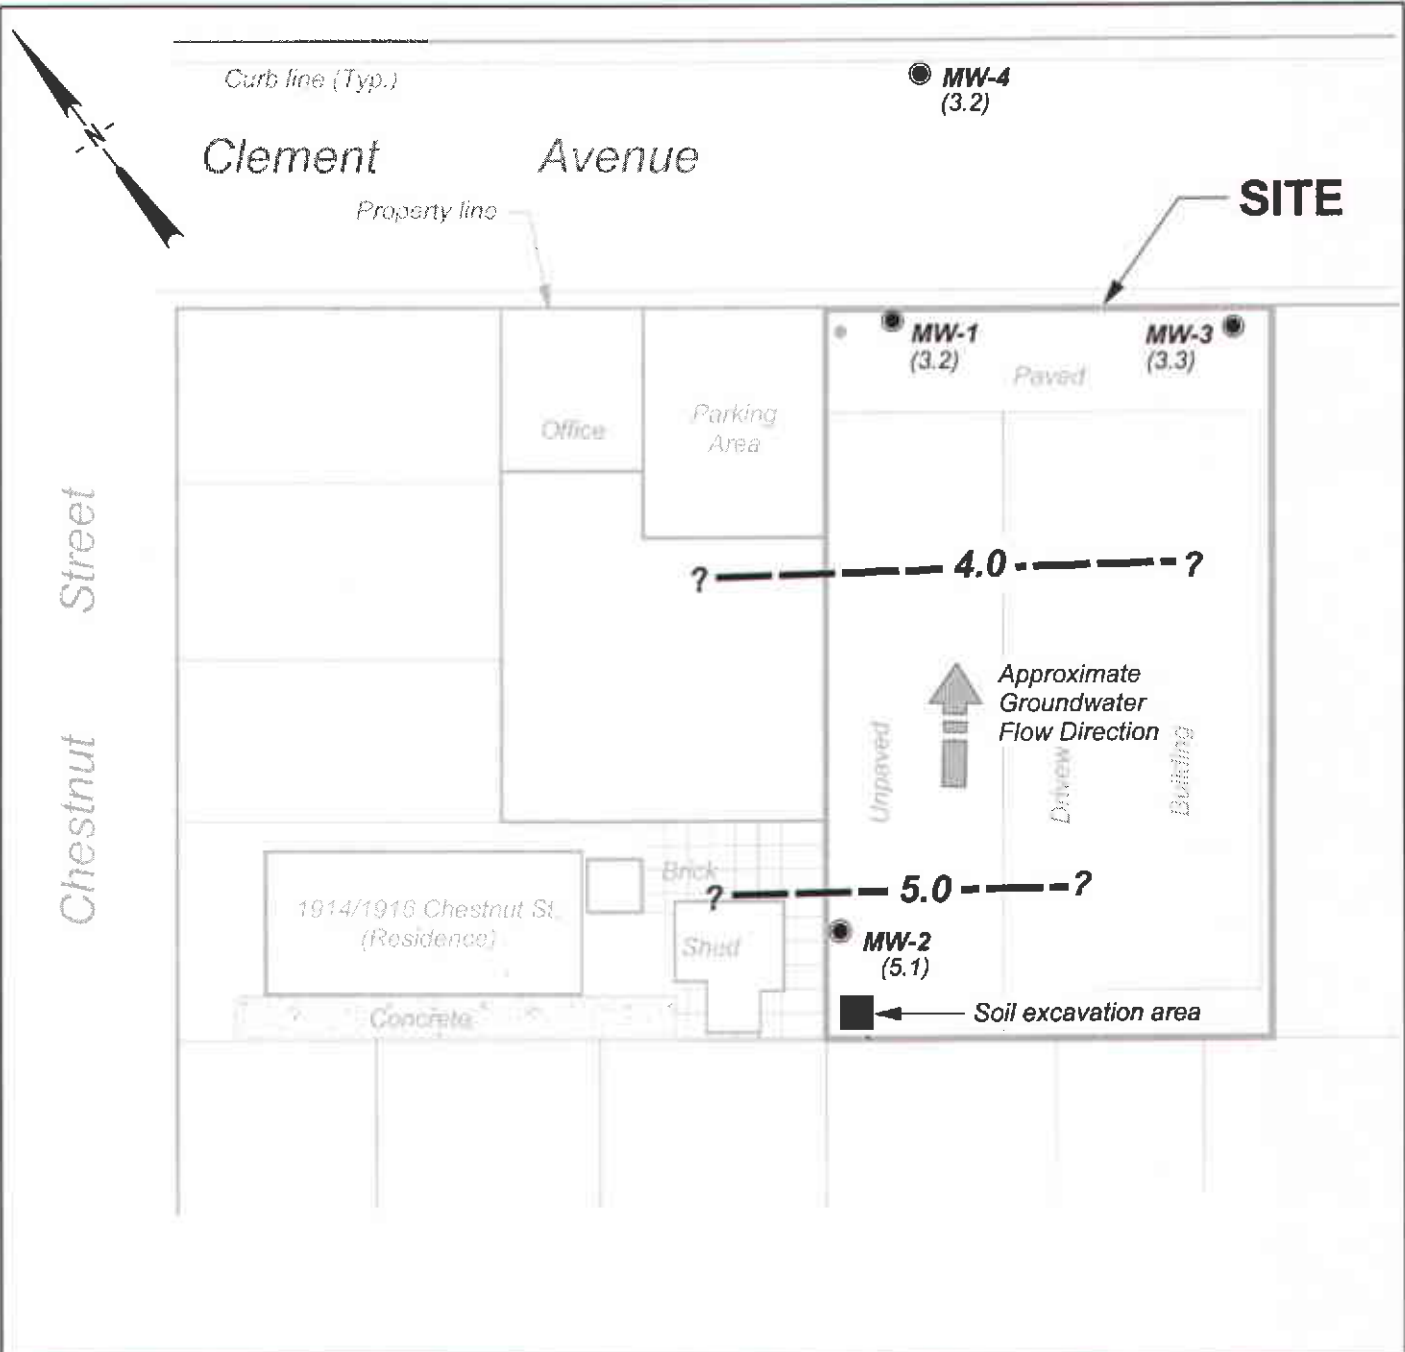 Curb line (Typ.)
MW-4
(3.2)
Clement Avenue
N
Property line
SITE
MW-1
(3.2)
MW-3
(3.3)
Paved
Office
Parking
Area
Chestnut Street
? 4.0 ?
Approximate
Groundwater
Flow Direction
Unpaved
Drivew
Building
Brick
? 5.0 ?
1914/1916 Chestnut St.
(Residence)
Shed
MW-2
(5.1)
Concrete
Soil excavation area